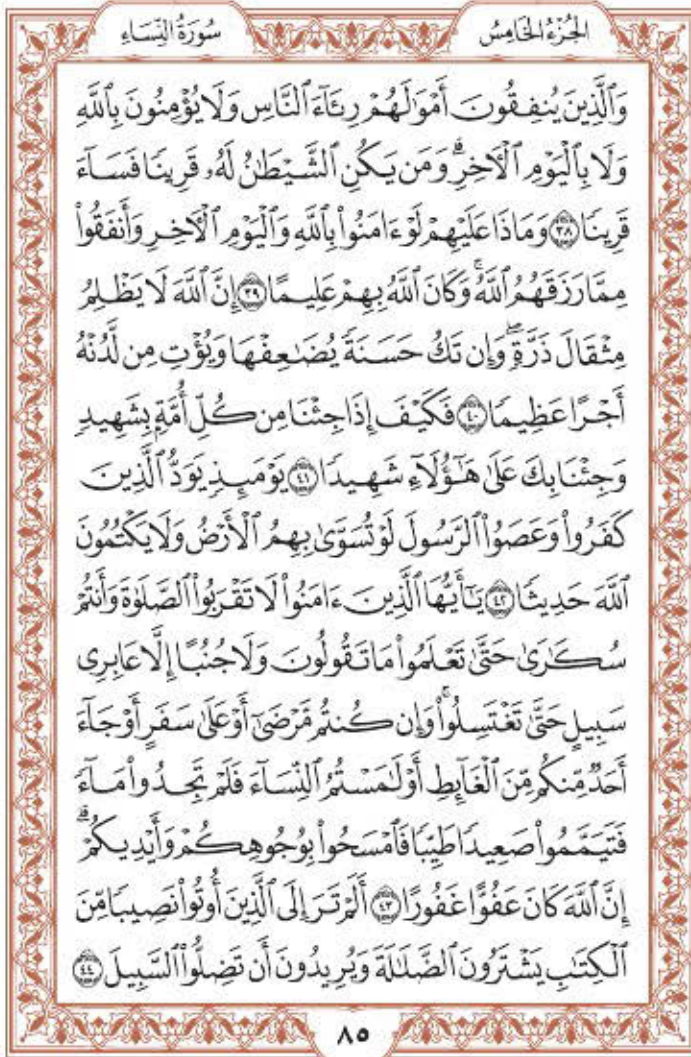 الجُزْءُ الخَامِسُ
سُورَةُ النِّسَاءِ
وَٱلَّذِينَ يُنفِقُونَ أَمْوَٰلَهُمْ رِئَآءَ ٱلنَّاسِ وَلَا يُؤْمِنُونَ بِٱللَّهِ
وَلَا بِٱلْيَوْمِ ٱلْأَخِرِۗ وَمَن يَكُنِ ٱلشَّيْطَٰنُ لَهُۥ قَرِينًا فَسَآءَ
قَرِينًا ٣٨ وَمَاذَا عَلَيْهِمْ لَوْ ءَامَنُواْ بِٱللَّهِ وَٱلْيَوْمِ ٱلْأَخِرِ وَأَنفَقُواْ
مِمَّا رَزَقَهُمُ ٱللَّهُۚ وَكَانَ ٱللَّهُ بِهِمْ عَلِيمًا ٣٩ إِنَّ ٱللَّهَ لَا يَظْلِمُ
مِثْقَالَ ذَرَّةٍۖ وَإِن تَكُ حَسَنَةً يُضَٰعِفْهَا وَيُؤْتِ مِن لَّدُنْهُ
أَجْرًا عَظِيمًا ٤٠ فَكَيْفَ إِذَا جِئْنَا مِن كُلِّ أُمَّةٍۭ بِشَهِيدٍ
وَجِئْنَا بِكَ عَلَىٰ هَٰٓؤُلَآءِ شَهِيدًا ٤١ يَوْمَئِذٍ يَوَدُّ ٱلَّذِينَ
كَفَرُواْ وَعَصَوُاْ ٱلرَّسُولَ لَوْ تُسَوَّىٰ بِهِمُ ٱلْأَرْضُ وَلَا يَكْتُمُونَ
ٱللَّهَ حَدِيثًا ٤٢ يَٰٓأَيُّهَا ٱلَّذِينَ ءَامَنُواْ لَا تَقْرَبُواْ ٱلصَّلَوٰةَ وَأَنتُمْ
سُكَٰرَىٰ حَتَّىٰ تَعْلَمُواْ مَا تَقُولُونَ وَلَا جُنُبًا إِلَّا عَابِرِى
سَبِيلٍ حَتَّىٰ تَغْتَسِلُواْۚ وَإِن كُنتُم مَّرْضَىٰٓ أَوْ عَلَىٰ سَفَرٍ أَوْ جَآءَ
أَحَدٌ مِّنكُم مِّنَ ٱلْغَآئِطِ أَوْ لَٰمَسْتُمُ ٱلنِّسَآءَ فَلَمْ تَجِدُواْ مَآءً
فَتَيَمَّمُواْ صَعِيدًا طَيِّبًا فَٱمْسَحُواْ بِوُجُوهِكُمْ وَأَيْدِيكُمْۗ
إِنَّ ٱللَّهَ كَانَ عَفُوًّا غَفُورًا ٤٣ أَلَمْ تَرَ إِلَى ٱلَّذِينَ أُوتُواْ نَصِيبًا مِّنَ
ٱلْكِتَٰبِ يَشْتَرُونَ ٱلضَّلَٰلَةَ وَيُرِيدُونَ أَن تَضِلُّواْ ٱلسَّبِيلَ ٤٤
٨٥